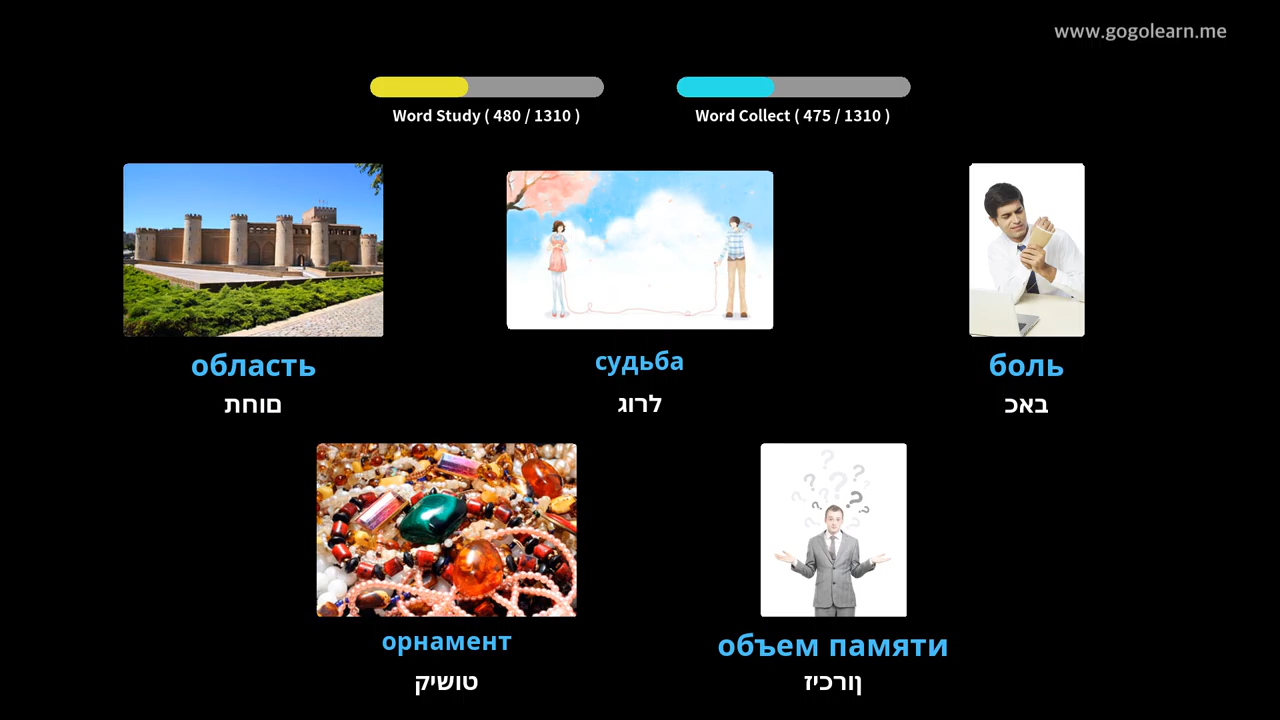 www.gogolearn.me
Word Study ( 480 / 1310 )
Word Collect ( 475 / 1310 )
область
םוחת
судьба
לרוג
боль
באכ
орнамент
טושיק
объем памяти
ןורכיז